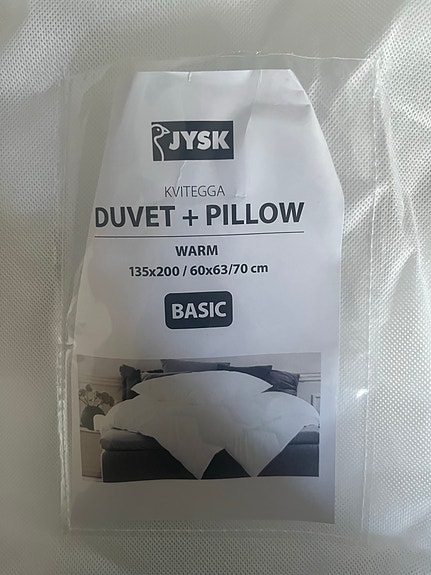 JYSK
KVITEGGA
DUVET + PILLOW
WARM
135x200 / 60x63/70 cm
BASIC